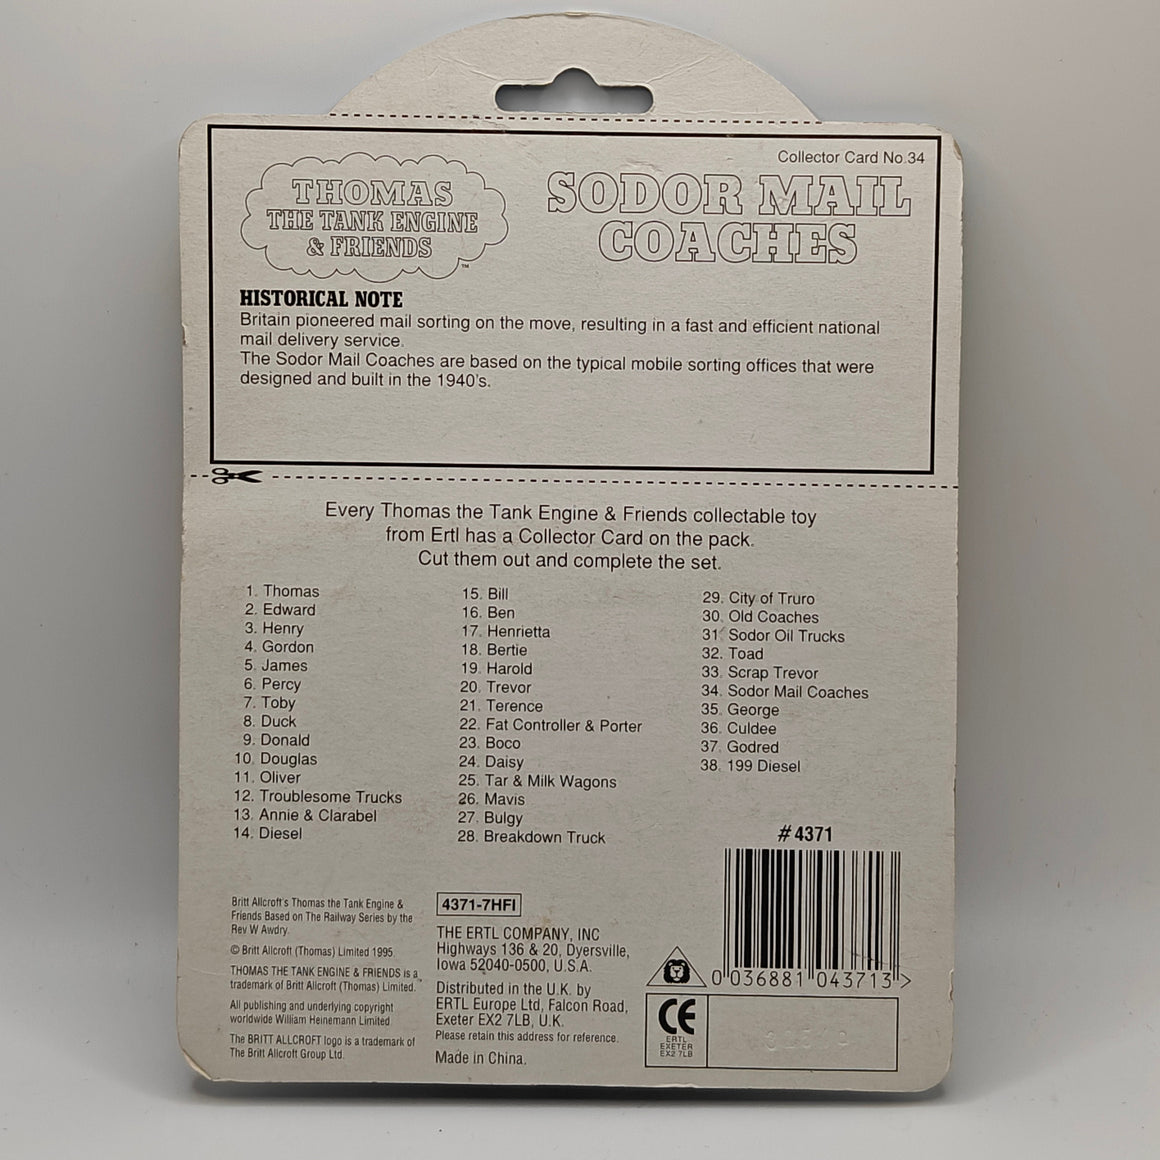 Collector Card No.34
THOMAS
THE TANK ENGINE
& FRIENDS
™
SODOR MAIL
COACHES
HISTORICAL NOTE
Britain pioneered mail sorting on the move, resulting in a fast and efficient national
mail delivery service.
The Sodor Mail Coaches are based on the typical mobile sorting offices that were
designed and built in the 1940's.
Every Thomas the Tank Engine & Friends collectable toy
from Ertl has a Collector Card on the pack.
Cut them out and complete the set.
1. Thomas
2. Edward
3. Henry
4. Gordon
5. James
6. Percy
7. Toby
8. Duck
9. Donald
10. Douglas
11. Oliver
12. Troublesome Trucks
13. Annie & Clarabel
14. Diesel
15. Bill
16. Ben
17. Henrietta
18. Bertie
19. Harold
20. Trevor
21. Terence
22. Fat Controller & Porter
23. Boco
24. Daisy
25. Tar & Milk Wagons
26. Mavis
27. Bulgy
28. Breakdown Truck
29. City of Truro
30. Old Coaches
31. Sodor Oil Trucks
32. Toad
33. Scrap Trevor
34. Sodor Mail Coaches
35. George
36. Culdee
37. Godred
38. 199 Diesel
Britt Allcroft's Thomas the Tank Engine &
Friends Based on The Railway Series by the
Rev W Awdry.
© Britt Allcroft (Thomas) Limited 1995.
THOMAS THE TANK ENGINE & FRIENDS is a
trademark of Britt Allcroft (Thomas) Limited.
All publishing and underlying copyright
worldwide William Heinemann Limited.
The BRITT ALLCROFT logo is a trademark of
The Britt Allcroft Group Ltd.
4371-7HFI
THE ERTL COMPANY, INC
Highways 136 & 20, Dyersville,
Iowa 52040-0500, U.S.A.
Distributed in the U.K. by
ERTL Europe Ltd, Falcon Road,
Exeter EX2 7LB, U.K.
Please retain this address for reference.
Made in China.
#4371
0 036881 043713 >
CE
ERTL
EXETER
EX2 7LB